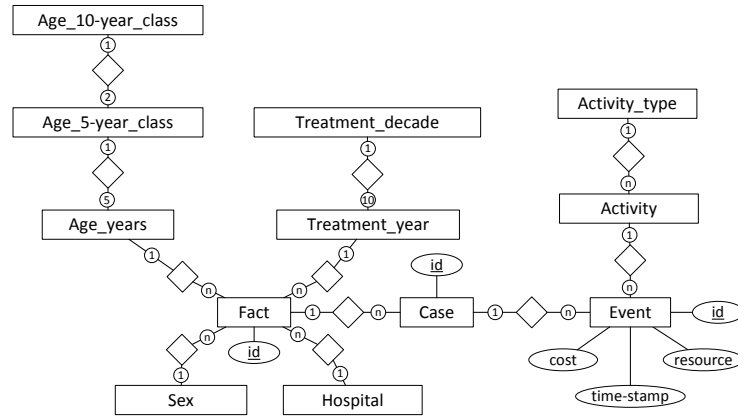 Age_10-year_class
1
2
Age_5-year_class
1
5
Age_years
1
n
Treatment_decade
1
10
Treatment_year
1
n
Activity_type
1
n
Activity
1
n
id
Fact
1
n
Case
1
n
Event
id
id
n
n
1
1
Sex
Hospital
cost
resource
time-stamp